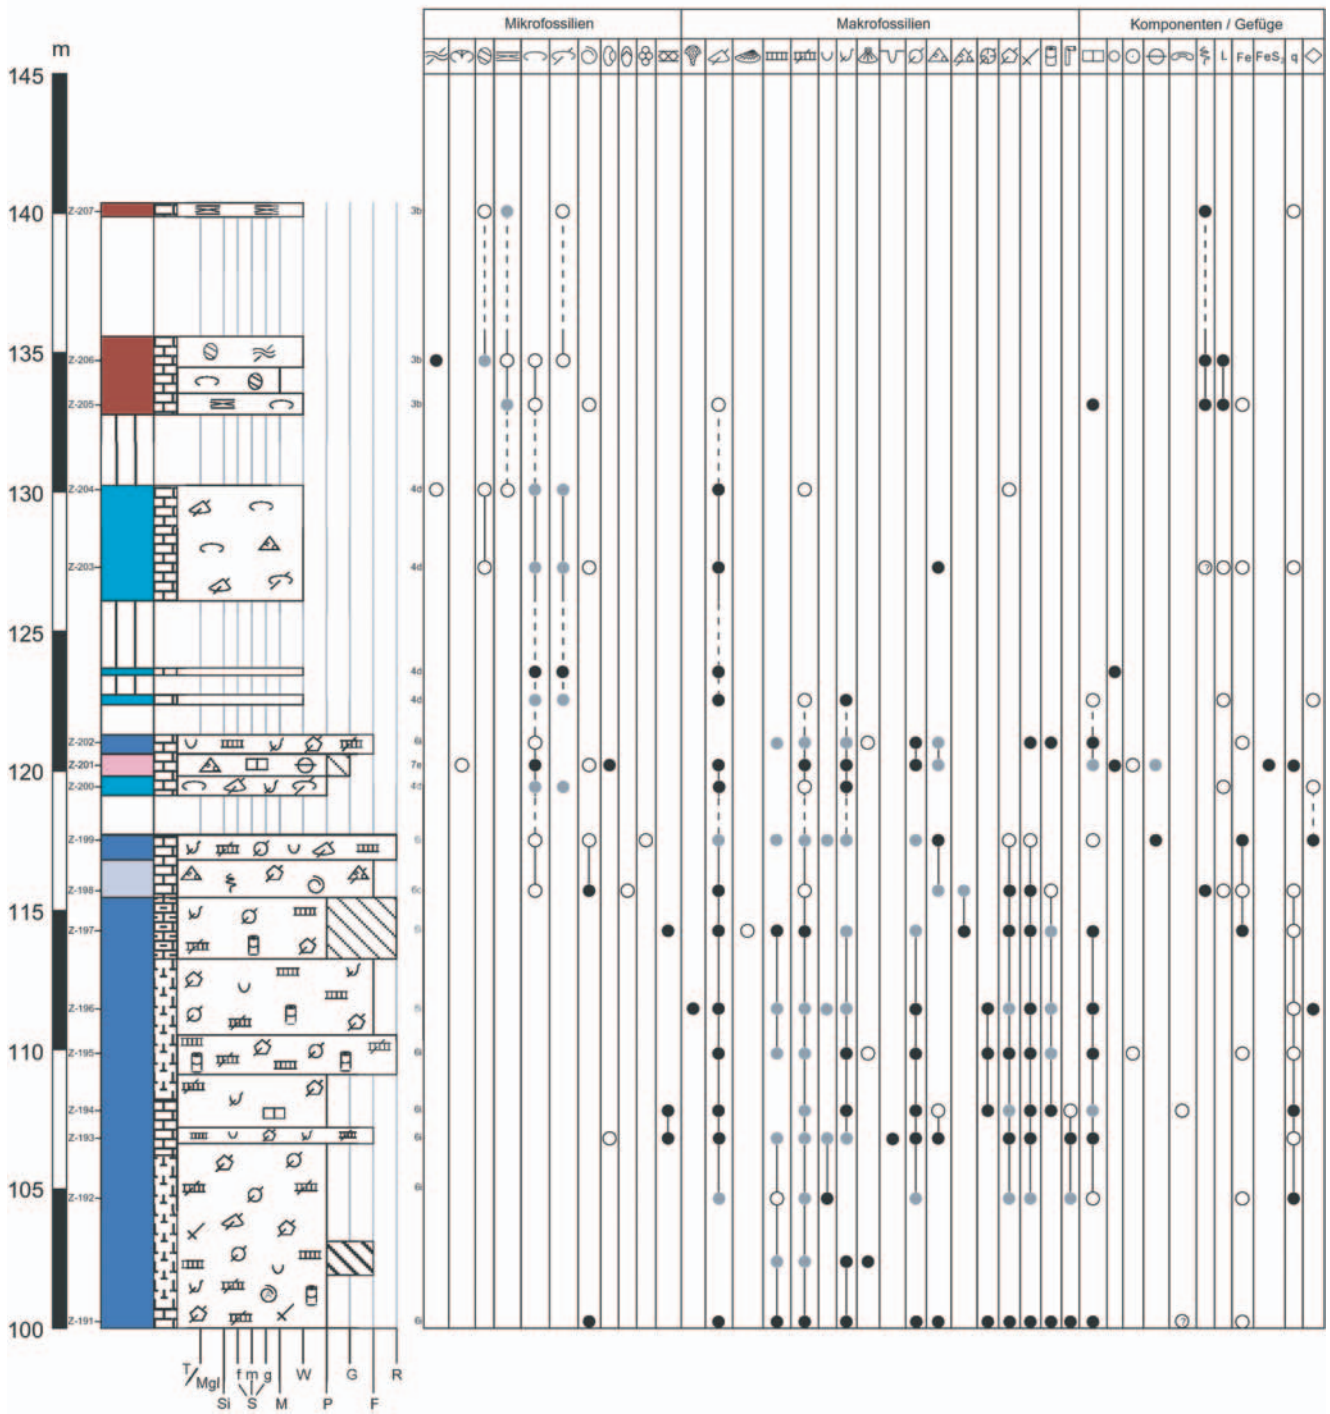 Mikrofossilien Makrofossilien Komponenten / Gefüge
m
L Fe FeS2 q
145
140 Z-207 3b
135 Z-206 3b
Z-205 3b
130 Z-204 4d
Z-203 4d
125
4d
4d
Z-202
120 Z-201
Z-200 4d
Z-199
Z-198
115
Z-197
Z-196
110 Z-195
Z-194
Z-193
105
Z-192
100 Z-191
T/Mgl f m g W G R
Si S M P F